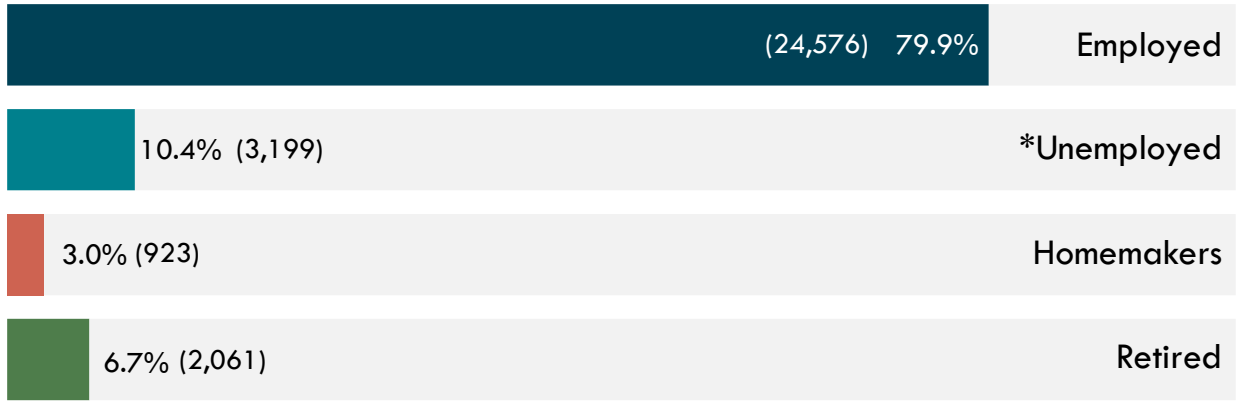 (24,576) 79.9% Employed
10.4% (3,199) *Unemployed
3.0% (923) Homemakers
6.7% (2,061) Retired